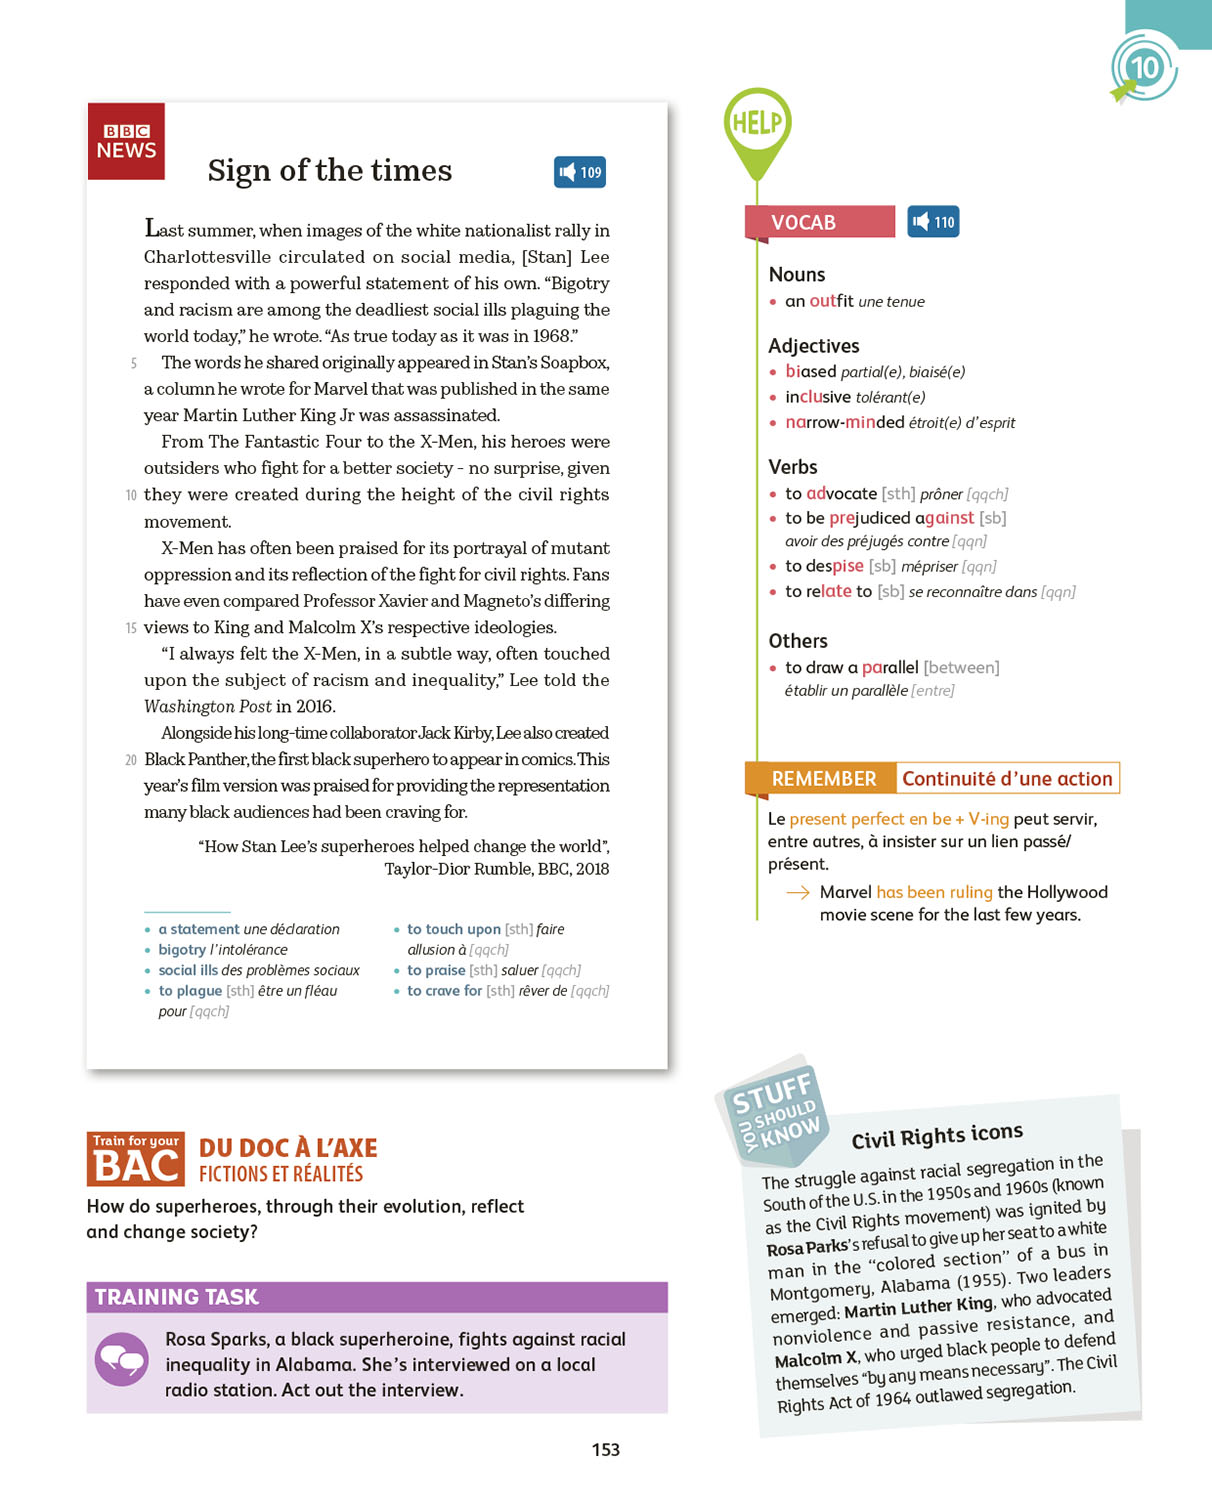 10
BBC
NEWS
Sign of the times
109
Last summer, when images of the white nationalist rally in
Charlottesville circulated on social media, [Stan] Lee
responded with a powerful statement of his own. “Bigotry
and racism are among the deadliest social ills plaguing the
world today,” he wrote. “As true today as it was in 1968.”
5 The words he shared originally appeared in Stan’s Soapbox,
a column he wrote for Marvel that was published in the same
year Martin Luther King Jr was assassinated.
From The Fantastic Four to the X-Men, his heroes were
outsiders who fight for a better society - no surprise, given
10 they were created during the height of the civil rights
movement.
X-Men has often been praised for its portrayal of mutant
oppression and its reflection of the fight for civil rights. Fans
have even compared Professor Xavier and Magneto’s differing
15 views to King and Malcolm X’s respective ideologies.
“I always felt the X-Men, in a subtle way, often touched
upon the subject of racism and inequality,” Lee told the
Washington Post in 2016.
Alongside his long-time collaborator Jack Kirby, Lee also created
20 Black Panther, the first black superhero to appear in comics. This
year’s film version was praised for providing the representation
many black audiences had been craving for.
“How Stan Lee’s superheroes helped change the world”,
Taylor-Dior Rumble, BBC, 2018
• a statement une déclaration
• bigotry l’intolérance
• social ills des problèmes sociaux
• to plague [sth] être un fléau
pour [qqch]
• to touch upon [sth] faire
allusion à [qqch]
• to praise [sth] saluer [qqch]
• to crave for [sth] rêver de [qqch]
HELP
VOCAB
110
Nouns
• an outfit une tenue
Adjectives
• biased partial(e), biaisé(e)
• inclusive tolérant(e)
• narrow-minded étroit(e) d’esprit
Verbs
• to advocate [sth] prôner [qqch]
• to be prejudiced against [sb]
avoir des préjugés contre [qqn]
• to despise [sb] mépriser [qqn]
• to relate to [sb] se reconnaître dans [qqn]
Others
• to draw a parallel [between]
établir un parallèle [entre]
REMEMBER Continuité d’une action
Le present perfect en be + V-ing peut servir,
entre autres, à insister sur un lien passé/
présent.
→ Marvel has been ruling the Hollywood
movie scene for the last few years.
Train for your
BAC
DU DOC À L’AXE
FICTIONS ET RÉALITÉS
How do superheroes, through their evolution, reflect
and change society?
TRAINING TASK
Rosa Sparks, a black superheroine, fights against racial
inequality in Alabama. She’s interviewed on a local
radio station. Act out the interview.
STUFF
YOU SHOULD
KNOW
Civil Rights icons
The struggle against racial segregation in the
South of the U.S. in the 1950s and 1960s (known
as the Civil Rights movement) was ignited by
Rosa Parks’s refusal to give up her seat to a white
man in the “colored section” of a bus in
Montgomery, Alabama (1955). Two leaders
emerged: Martin Luther King, who advocated
nonviolence and passive resistance, and
Malcolm X, who urged black people to defend
themselves “by any means necessary”. The Civil
Rights Act of 1964 outlawed segregation.
153